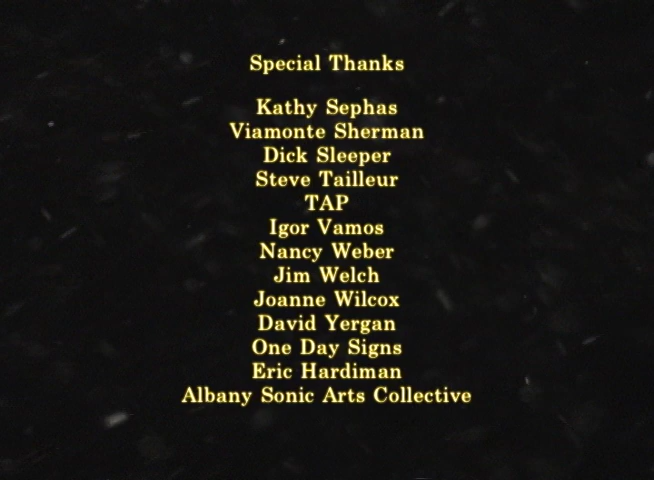 Special Thanks
Kathy Sephas
Viamonte Sherman
Dick Sleeper
Steve Tailleur
TAP
Igor Vamos
Nancy Weber
Jim Welch
Joanne Wilcox
David Yergan
One Day Signs
Eric Hardiman
Albany Sonic Arts Collective